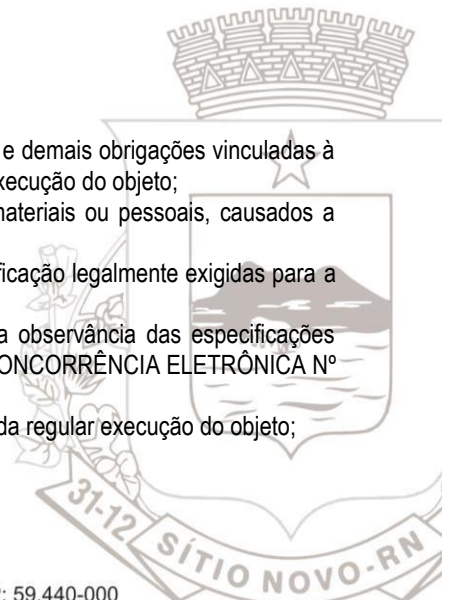 e demais obrigações vinculadas à
xecução do objeto;
nateriais ou pessoais, causados a
ficação legalmente exigidas para a
a observância das especificações
ONCORRÊNCIA ELETRÔNICA Nº
da regular execução do objeto;
31-12
SÍTIO NOVO-RN
: 59.440-000